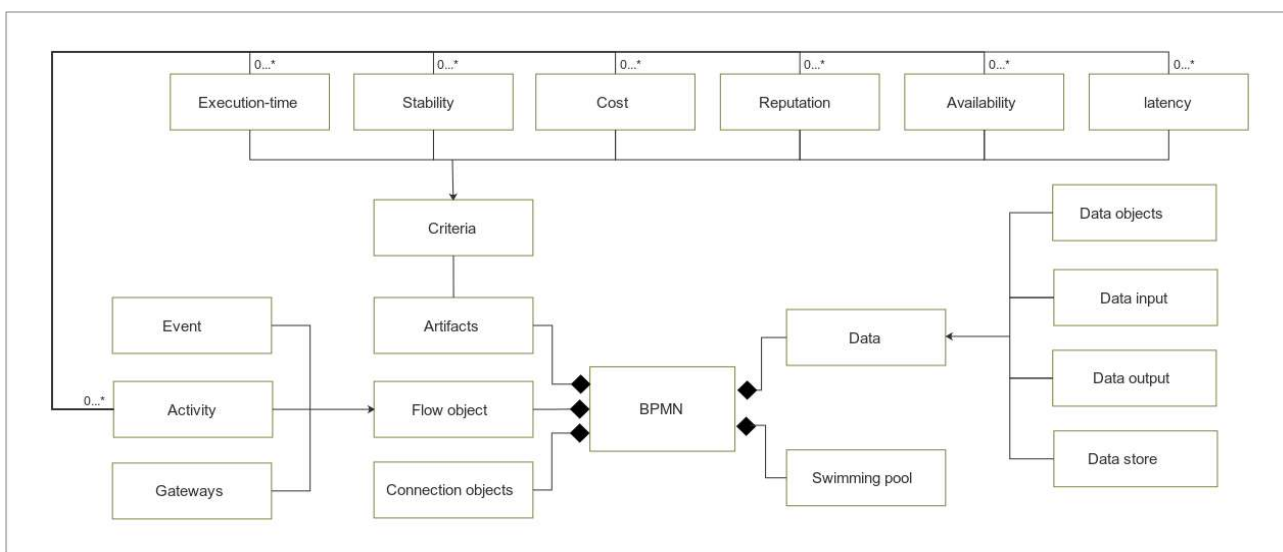 0...* 0...* 0...* 0...* 0...* 0...*
Execution-time Stability Cost Reputation Availability latency
Criteria
Data objects
Data input
Event
Artifacts
Data
Data output
0...*
Activity
Flow object
BPMN
Data store
Gateways
Connection objects
Swimming pool